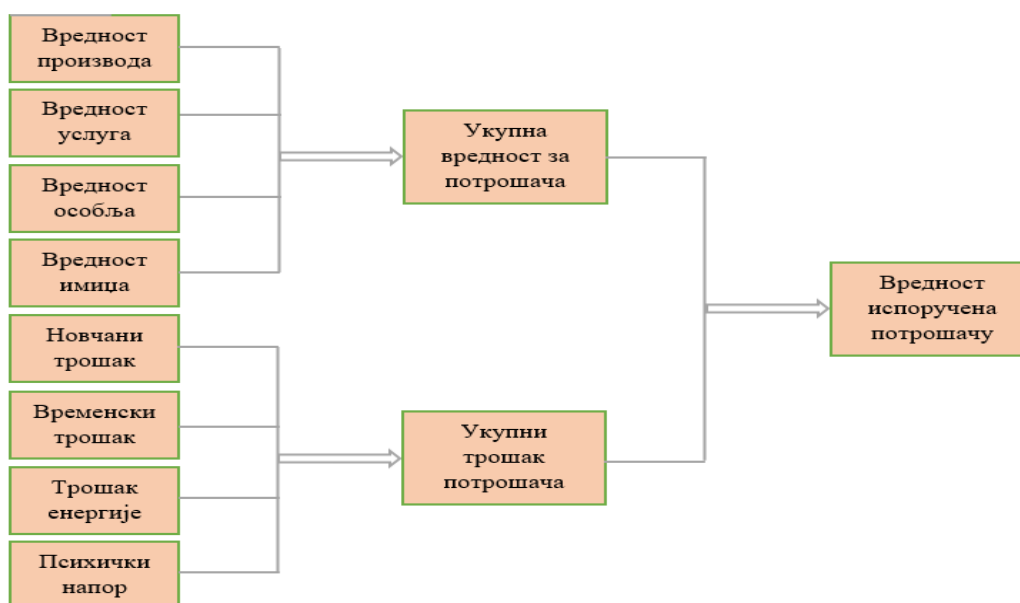 Вредност
производа
Вредност
услуга
Вредност
особља
Вредност
имиџа
Новчани
трошак
Временски
трошак
Трошак
енергије
Психички
напор
Укупна
вредност за
потрошача
Укупни
трошак
потрошача
Вредност
испоручена
потрошачу